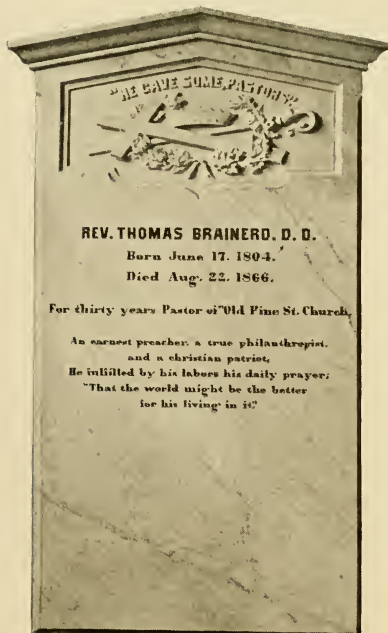 "HE GAVE SOME, PASTORS"
REV. THOMAS BRAINERD, D. D.
Born June 17. 1804.
Died Aug. 22. 1866.
For thirty years Pastor of "Old Pine St. Church,
An earnest preacher, a true philanthropist,
and a christian patriot,
He fulfilled by his labors his daily prayer;
"That the world might be the better
for his living in it."